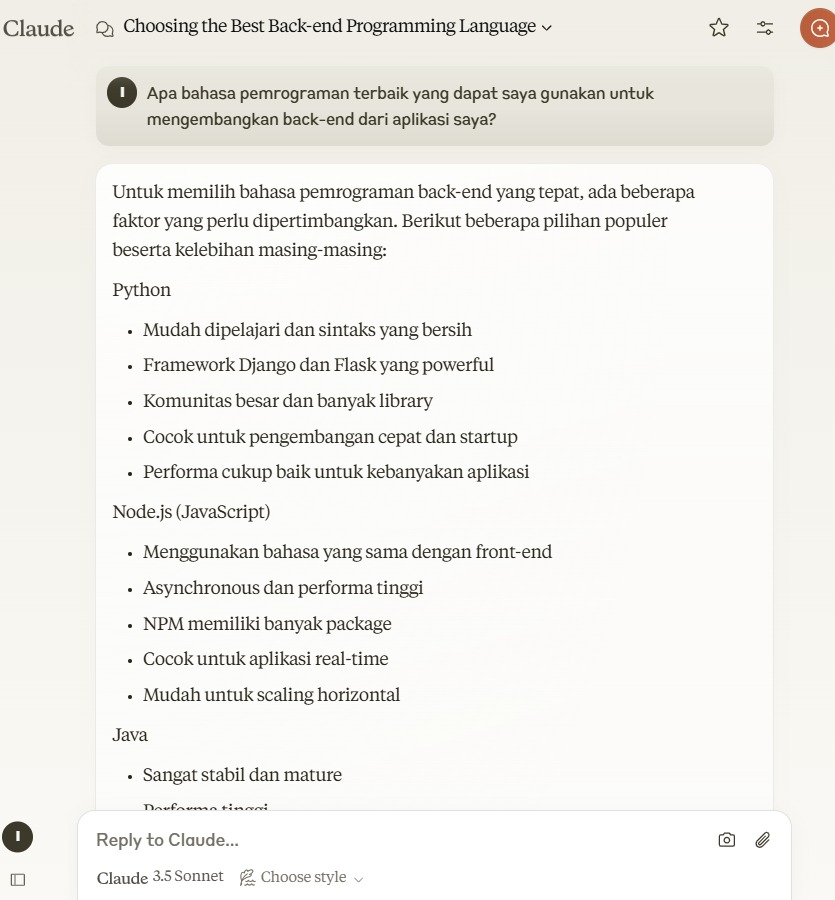 Claude
Choosing the Best Back-end Programming Language
I
Apa bahasa pemrograman terbaik yang dapat saya gunakan untuk
mengembangkan back-end dari aplikasi saya?
Untuk memilih bahasa pemrograman back-end yang tepat, ada beberapa
faktor yang perlu dipertimbangkan. Berikut beberapa pilihan populer
beserta kelebihan masing-masing:
Python
• Mudah dipelajari dan sintaks yang bersih
• Framework Django dan Flask yang powerful
• Komunitas besar dan banyak library
• Cocok untuk pengembangan cepat dan startup
• Performa cukup baik untuk kebanyakan aplikasi
Node.js (JavaScript)
• Menggunakan bahasa yang sama dengan front-end
• Asynchronous dan performa tinggi
• NPM memiliki banyak package
• Cocok untuk aplikasi real-time
• Mudah untuk scaling horizontal
Java
• Sangat stabil dan mature
Performa tinggi
I
Reply to Claude...
Claude 3.5 Sonnet Choose style